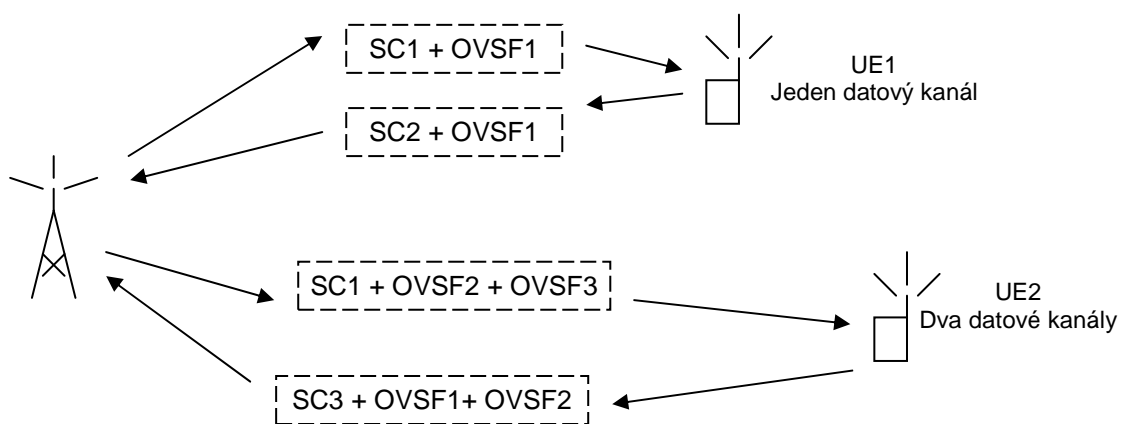 SC1 + OVSF1
UE1
Jeden datový kanál
SC2 + OVSF1
SC1 + OVSF2 + OVSF3
UE2
Dva datové kanály
SC3 + OVSF1+ OVSF2